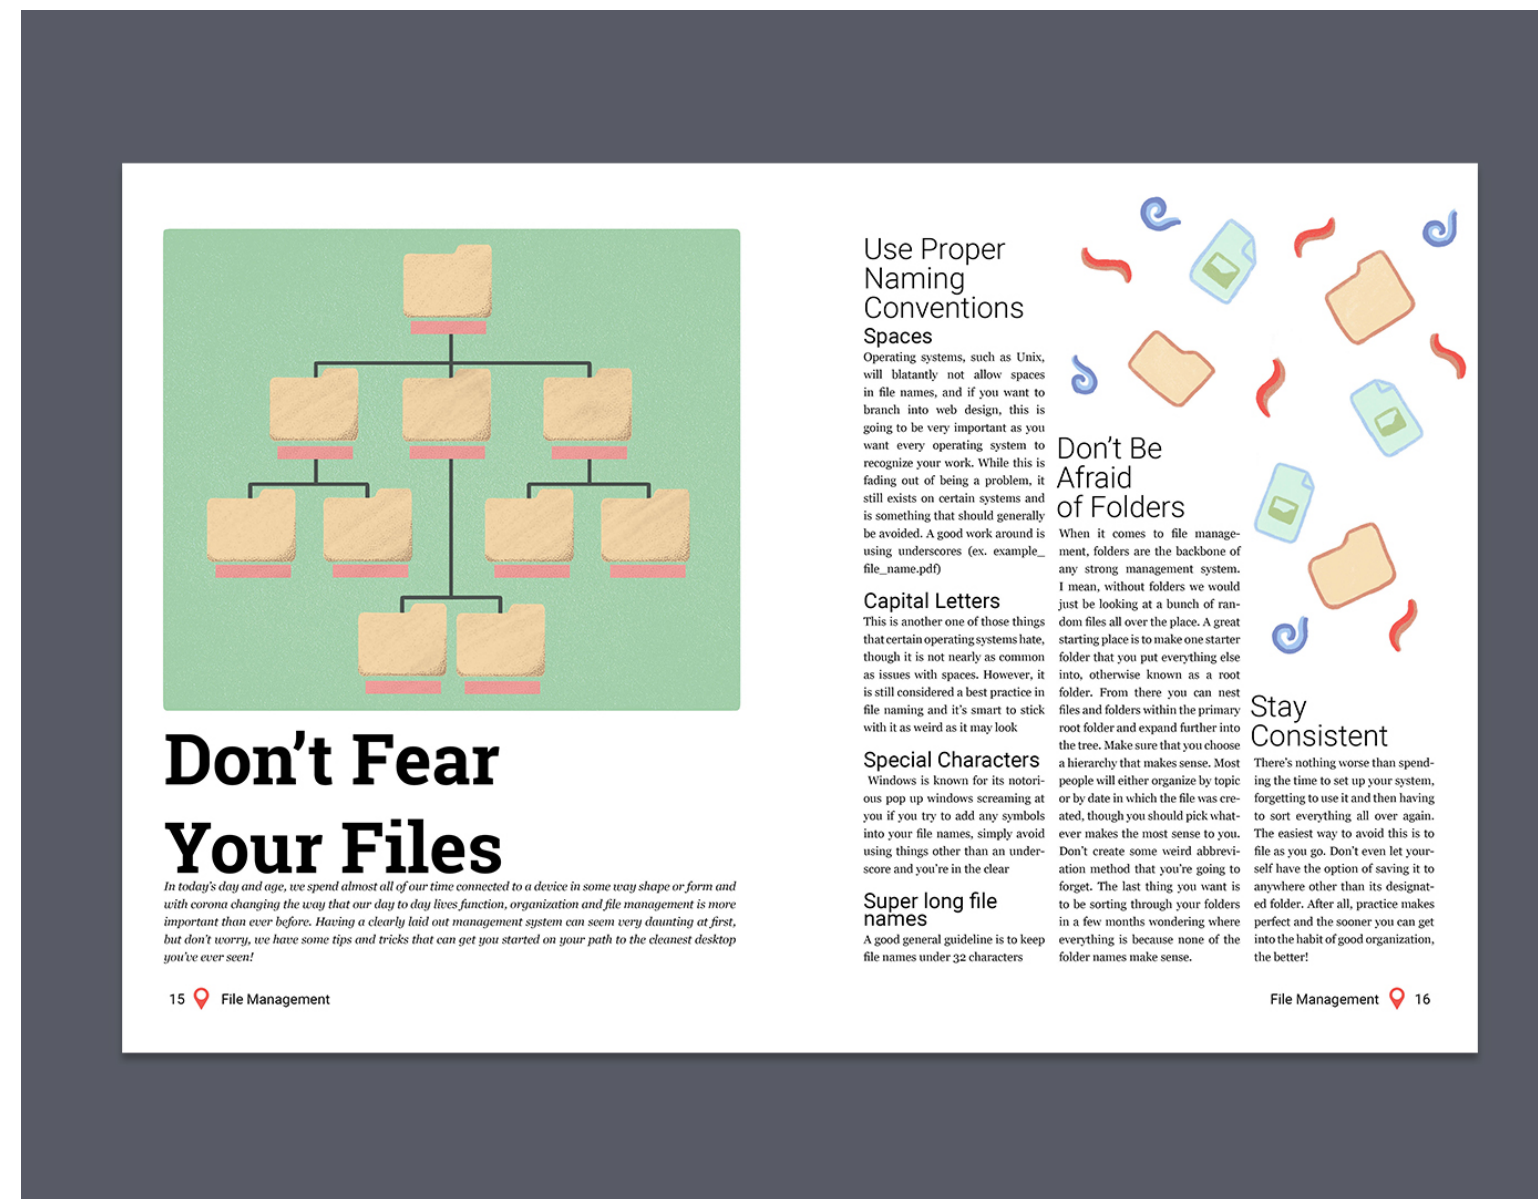 Don't Fear
Your Files
In today's day and age, we spend almost all of our time connected to a device in some way shape or form and
with corona changing the way that our day to day lives function, organization and file management is more
important than ever before. Having a clearly laid out management system can seem very daunting at first,
but don't worry, we have some tips and tricks that can get you started on your path to the cleanest desktop
you've ever seen!
15 File Management
Use Proper
Naming
Conventions
Spaces
Operating systems, such as Unix,
will blatantly not allow spaces
in file names, and if you want to
branch into web design, this is
going to be very important as you
want every operating system to
recognize your work. While this is
fading out of being a problem, it
still exists on certain systems and
is something that should generally
be avoided. A good work around is
using underscores (ex. example_
file_name.pdf)
Capital Letters
This is another one of those things
that certain operating systems hate,
though it is not nearly as common
as issues with spaces. However, it
is still considered a best practice in
file naming and it's smart to stick
with it as weird as it may look
Special Characters
Windows is known for its notori-
ous pop up windows screaming at
you if you try to add any symbols
into your file names, simply avoid
using things other than an under-
score and you're in the clear
Super long file
names
A good general guideline is to keep
file names under 32 characters
Don't Be
Afraid
of Folders
When it comes to file manage-
ment, folders are the backbone of
any strong management system.
I mean, without folders we would
just be looking at a bunch of ran-
dom files all over the place. A great
starting place is to make one starter
folder that you put everything else
into, otherwise known as a root
folder. From there you can nest
files and folders within the primary
root folder and expand further into
the tree. Make sure that you choose
a hierarchy that makes sense. Most
people will either organize by topic
or by date in which the file was cre-
ated, though you should pick what-
ever makes the most sense to you.
Don't create some weird abbrevi-
ation method that you're going to
forget. The last thing you want is
to be sorting through your folders
in a few months wondering where
everything is because none of the
folder names make sense.
Stay
Consistent
There's nothing worse than spend-
ing the time to set up your system,
forgetting to use it and then having
to sort everything all over again.
The easiest way to avoid this is to
file as you go. Don't even let your-
self have the option of saving it to
anywhere other than its designat-
ed folder. After all, practice makes
perfect and the sooner you can get
into the habit of good organization,
the better!
File Management 16